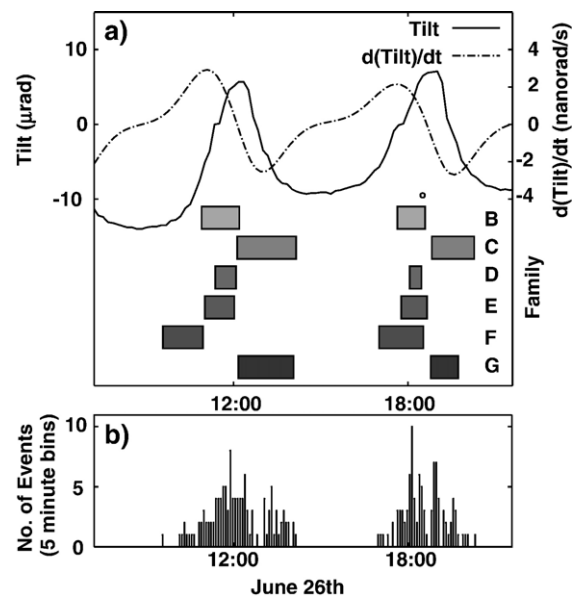 a)
Tilt
d(Tilt)/dt
10
0
-10
Tilt (µrad)
4
2
0
-2
-4
d(Tilt)/dt (nanorad/s)
B
C
D
E
F
G
Family
12:00 18:00
b)
10
5
0
No. of Events
(5 minute bins)
12:00 18:00
June 26th